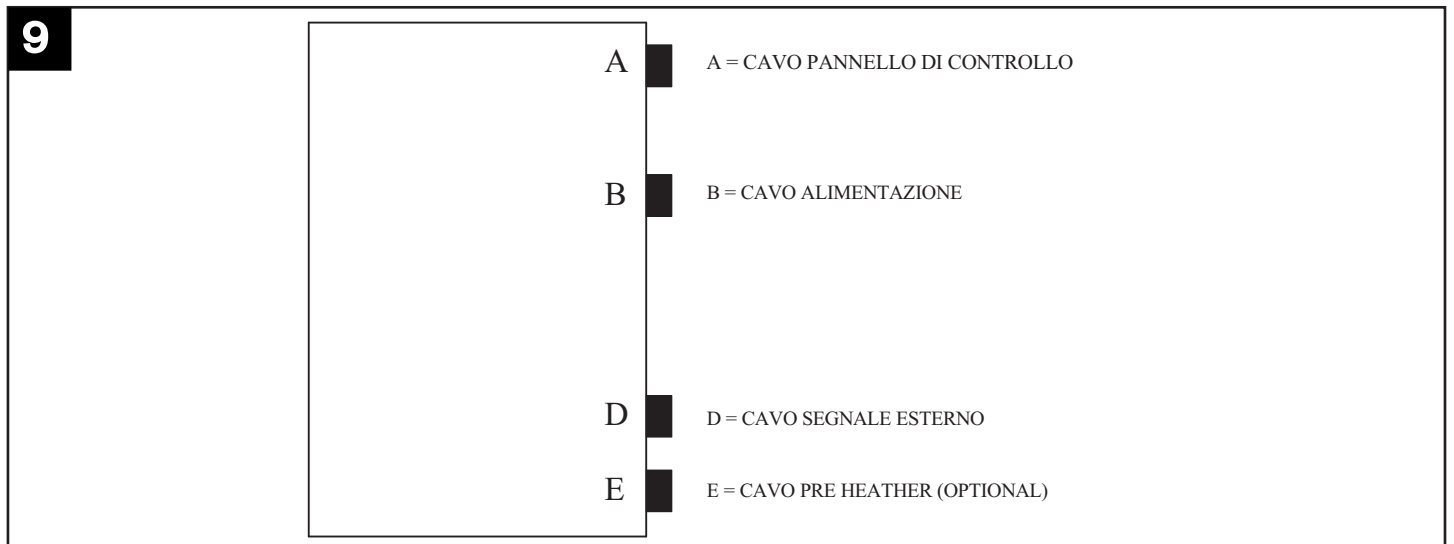 9
A A = CAVO PANNELLO DI CONTROLLO
B B = CAVO ALIMENTAZIONE
D D = CAVO SEGNALE ESTERNO
E E = CAVO PRE HEATHER (OPTIONAL)